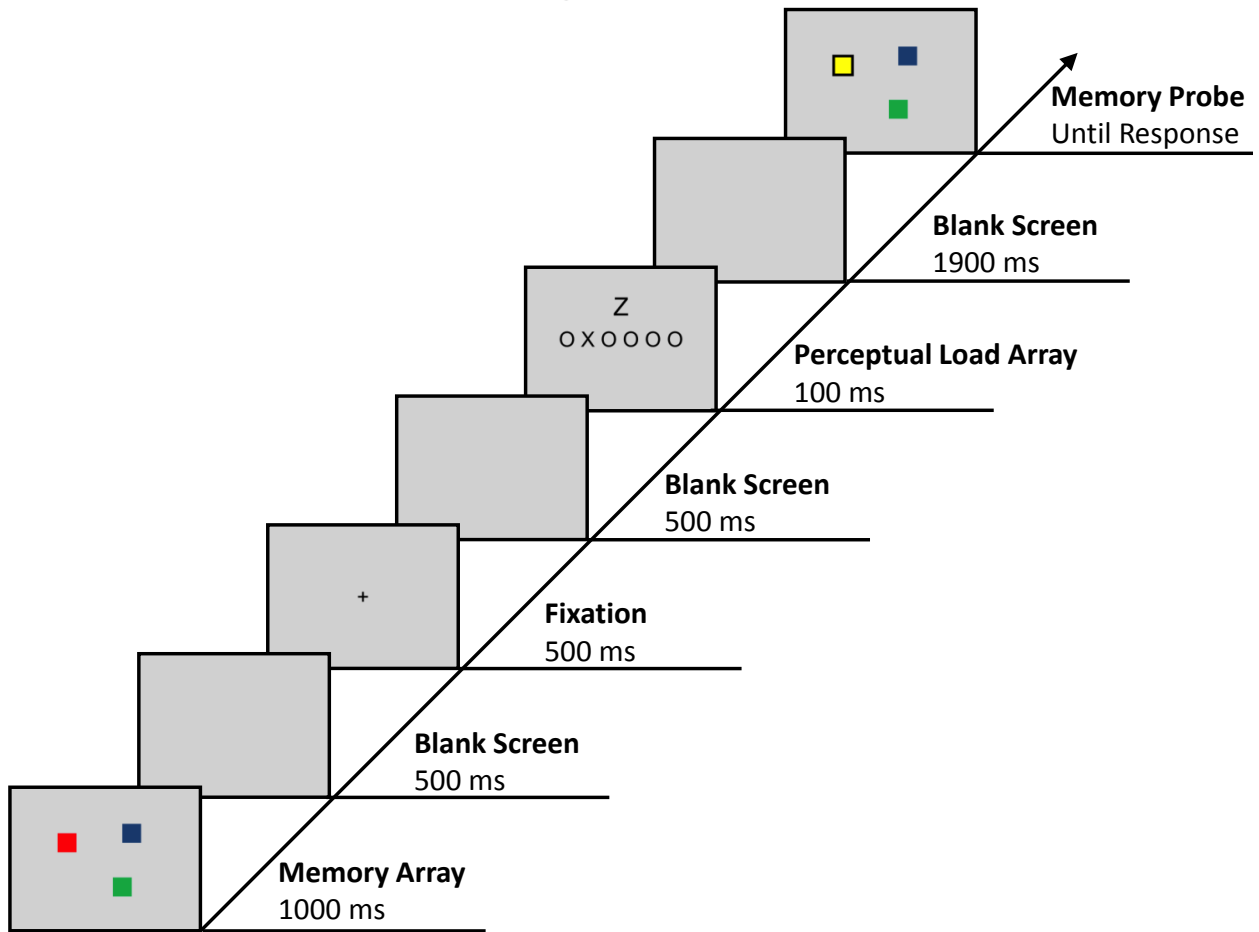 Memory Probe
Until Response
Blank Screen
1900 ms
Z
O X O O O O
Perceptual Load Array
100 ms
Blank Screen
500 ms
+
Fixation
500 ms
Blank Screen
500 ms
Memory Array
1000 ms